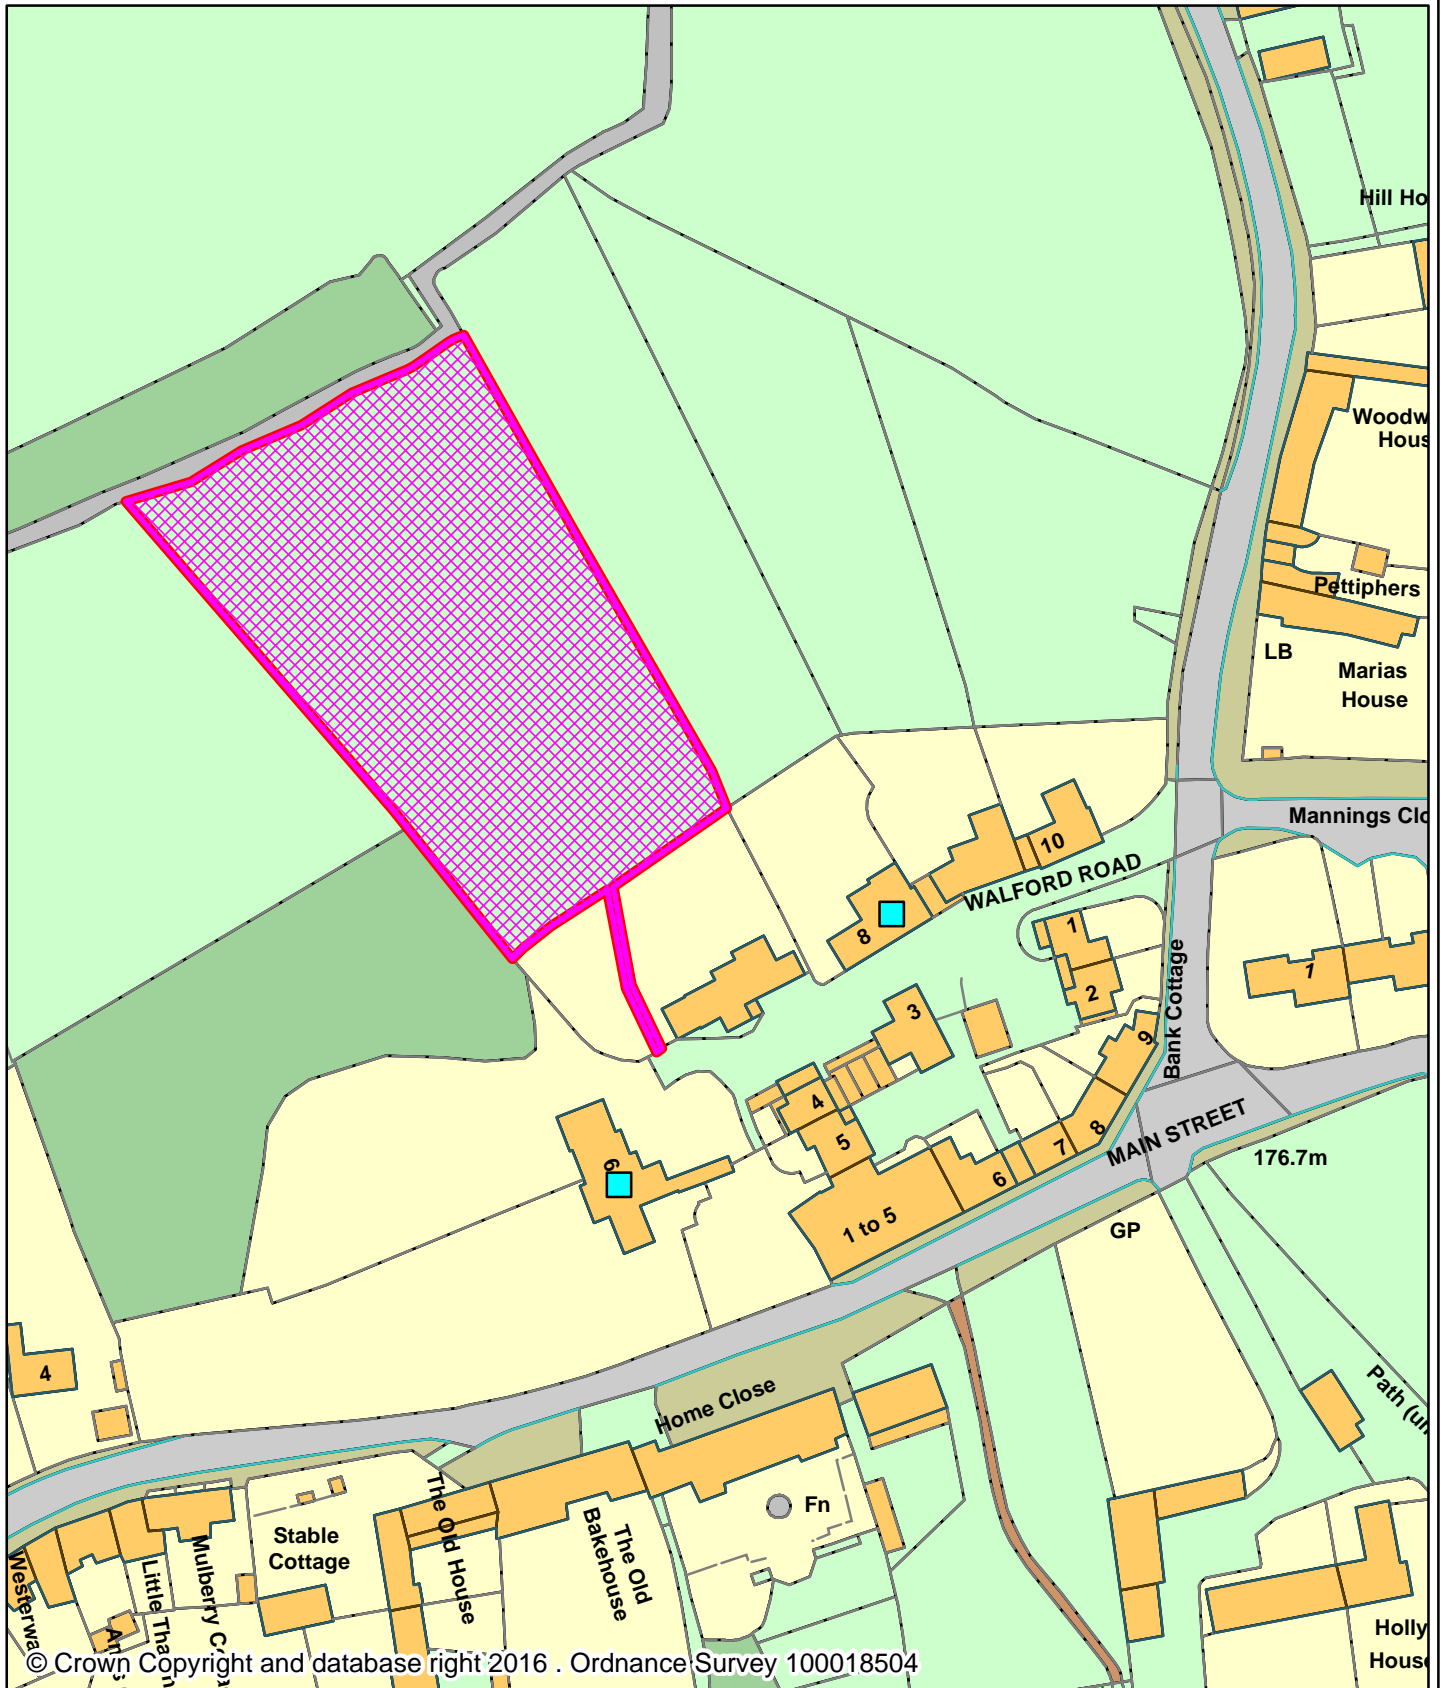 Hill Ho
Woodw
Hous
Pettiphers
LB
Marias
House
Mannings Clo
10
WALFORD ROAD
8
1
2
1
Bank Cottage
3
9
4
5
8
7
6
MAIN STREET
176.7m
6
1 to 5
GP
4
Home Close
Path (un
The Old House
Fn
Stable
Cottage
The Old
Bakehouse
Mulberry Co
Little Than
Westerwa
Holly
House
© Crown Copyright and database right 2016 . Ordnance Survey 100018504